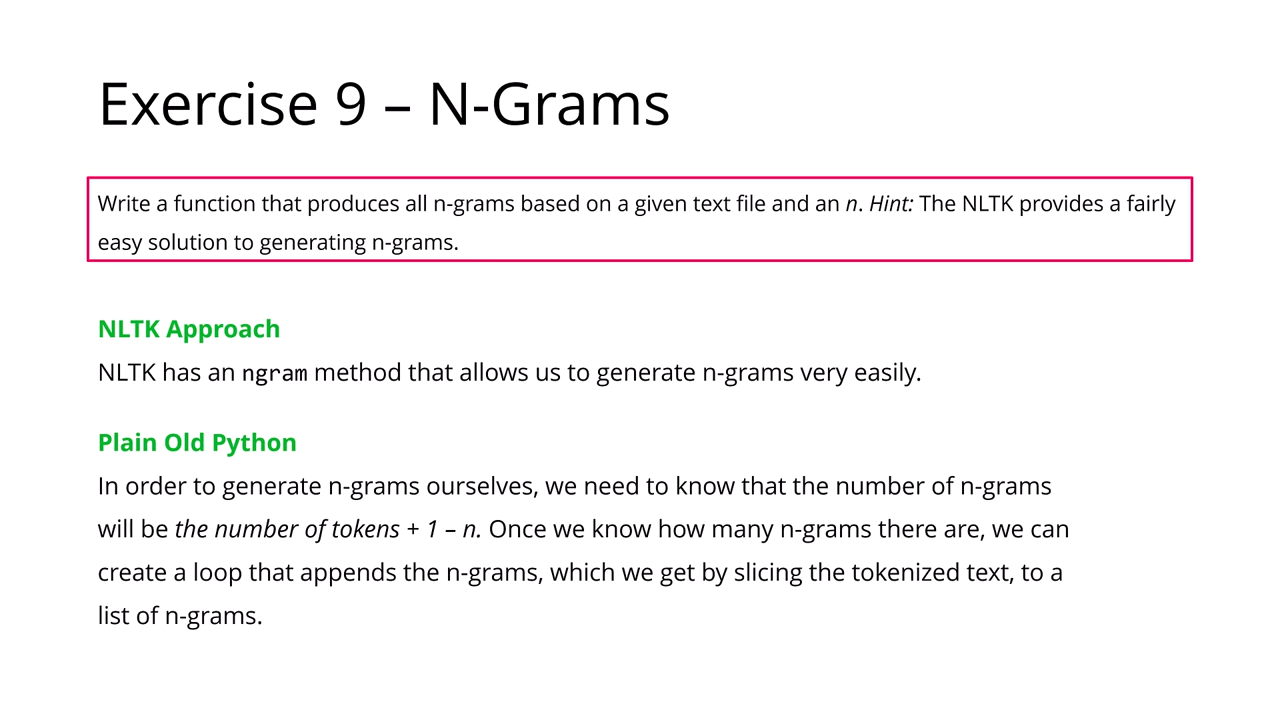 Exercise 9 – N-Grams
Write a function that produces all n-grams based on a given text file and an n. Hint: The NLTK provides a fairly
easy solution to generating n-grams.
NLTK Approach
NLTK has an ngram method that allows us to generate n-grams very easily.
Plain Old Python
In order to generate n-grams ourselves, we need to know that the number of n-grams
will be the number of tokens + 1 – n. Once we know how many n-grams there are, we can
create a loop that appends the n-grams, which we get by slicing the tokenized text, to a
list of n-grams.